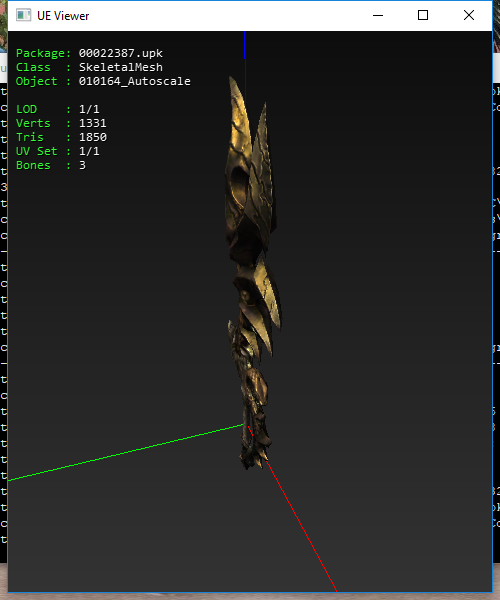 UE Viewer
Package: 00022387.upk
Class : SkeletalMesh
Object : 010164_Autoscale
LOD : 1/1
Verts : 1331
Tris : 1850
UV Set : 1/1
Bones : 3